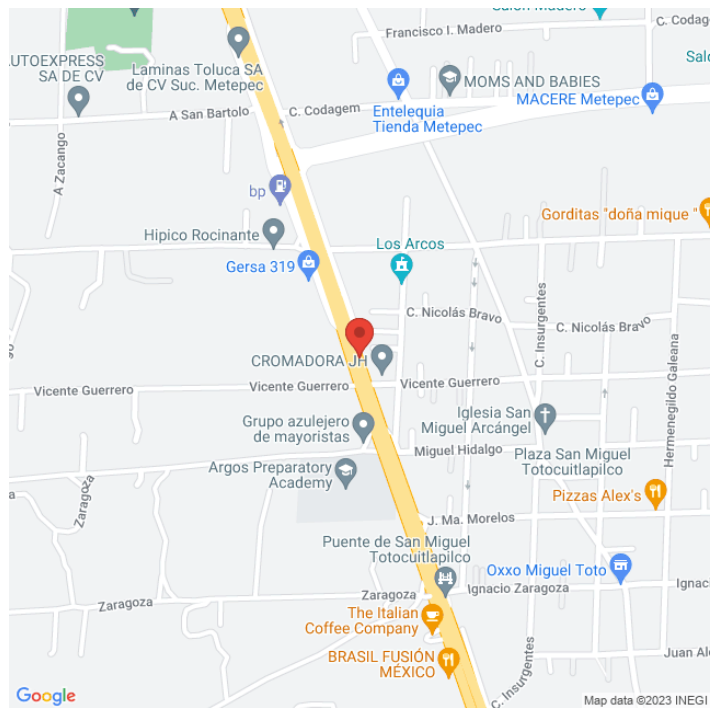 Salón Madero
Francisco I. Madero
C. Codagem
AUTOEXPRESS
SA DE CV
Laminas Toluca SA
de CV Suc. Metepec
MOMS AND BABIES
Salo
MACERE Metepec
A San Bartolo
C. Codagem
Entelequia
Tienda Metepec
A Zacango
bp
Gorditas "doña mique "
Hipico Rocinante
Los Arcos
Gersa 319
C. Nicolás Bravo
C. Nicolás Bravo
C. Insurgentes
Hermenegildo Galeana
CROMADORA JH
Vicente Guerrero
Vicente Guerrero
Vicente Guerrero
Grupo azulejero
de mayoristas
Iglesia San
Miguel Arcángel
Miguel Hidalgo
Plaza San Miguel
Totocuitlapilco
Argos Preparatory
Academy
Zaragoza
Pizzas Alex's
J. Ma. Morelos
Puente de San Miguel
Totocuitlapilco
Oxxo Miguel Toto
Zaragoza
Zaragoza
Ignacio Zaragoza
Ignacio
The Italian
Coffee Company
BRASIL FUSIÓN
MÉXICO
Juan Ale
C. Insurgentes
Google
Map data ©2023 INEGI